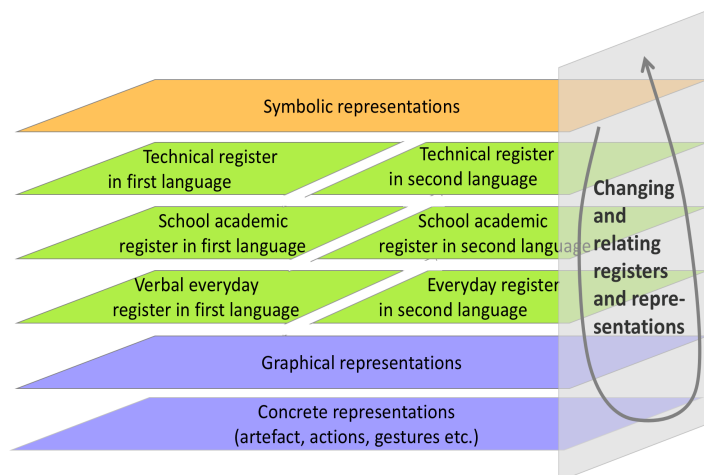 Symbolic representations
Technical register
in first language
Technical register
in second language
School academic
register in first language
School academic
register in second language
Verbal everyday
register in first language
Everyday register
in second language
Graphical representations
Concrete representations
(artefact, actions, gestures etc.)
Changing
and
relating
registers
and repre-
sentations